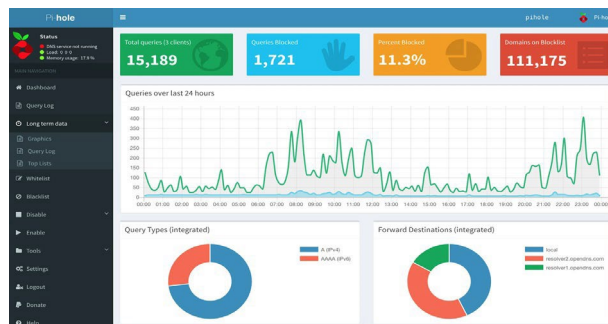 Pi-hole
pihole
Pi-ho
Status
DNS service not running
Load: 0 0 0
Memory usage: 17.9 %
MAIN NAVIGATION
Dashboard
Query Log
Long term data
Graphics
Query Log
Top Lists
Whitelist
Blacklist
Disable
Enable
Tools
Settings
Logout
Donate
Help
Total queries (3 clients)
15,189
Queries Blocked
1,721
Percent Blocked
11.3%
Domains on Blocklist
111,175
Queries over last 24 hours
450
400
350
300
250
200
150
100
50
0
00:00 01:00 02:00 03:00 04:00 05:00 06:00 07:00 08:00 09:00 10:00 11:00 12:00 13:00 14:00 15:00 16:00 17:00 18:00 19:00 20:00 21:00 22:00 23:00 00:00
Query Types (integrated)
A (IPv4)
AAAA (IPv6)
Forward Destinations (integrated)
local
resolver2.opendns.com
resolver1.opendns.com